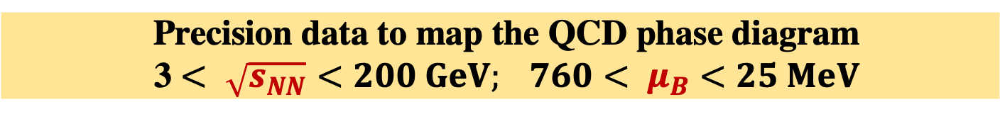 Precision data to map the QCD phase diagram
3 < √s_NN < 200 GeV; 760 < μ_B < 25 MeV